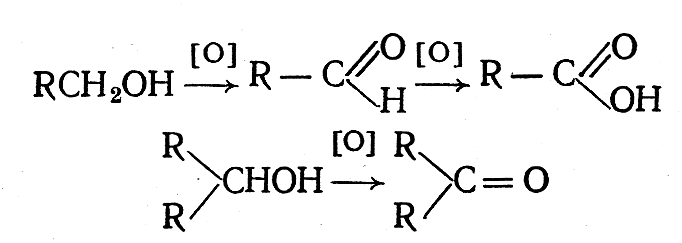 RCH₂OH [O] → R — C =O H [O] → R — C =O OH
R R CHOH [O] → R R C = O